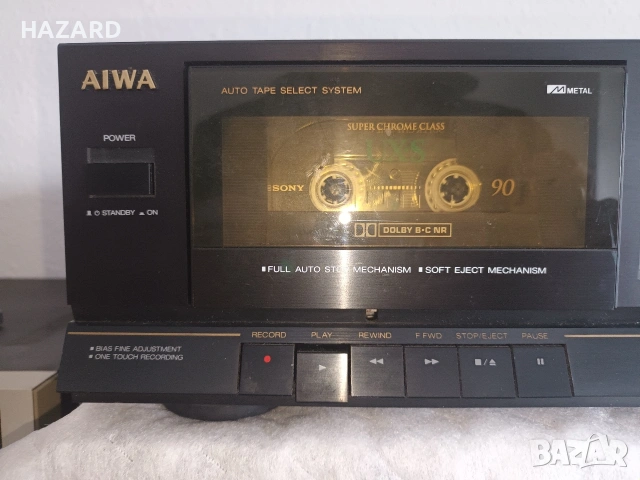 HAZARD
AIWA
AUTO TAPE SELECT SYSTEM
METAL
SUPER CHROME CLASS
POWER
UX-S
SONY
90
DOLBY B·C NR
STANDBY ON
FULL AUTO STOP MECHANISM SOFT EJECT MECHANISM
RECORD PLAY REWIND F FWD STOP/EJECT PAUSE
BIAS FINE ADJUSTMENT
ONE TOUCH RECORDING
HAZARD
BAZAR